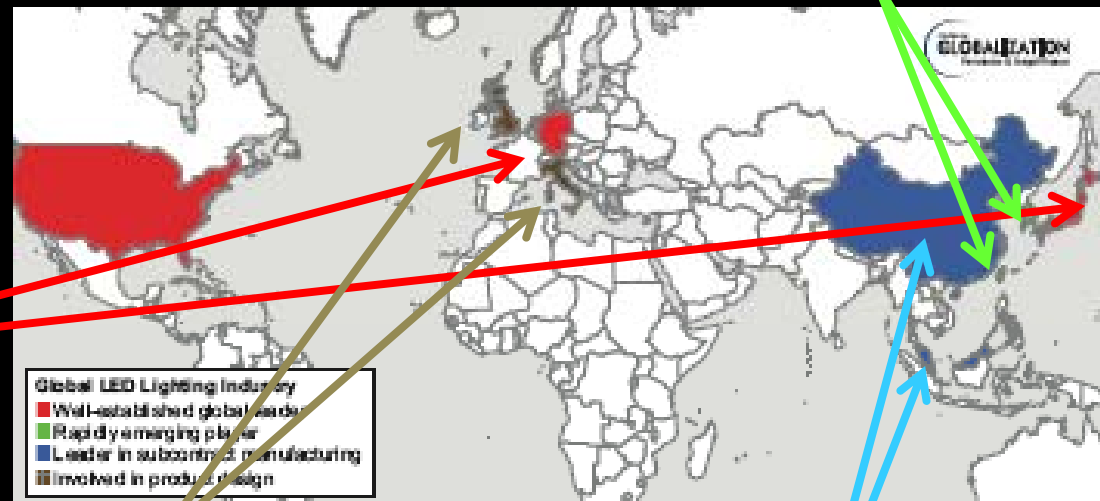 GLOBALIZATION
Global LED Lighting Industry
Well-established global leader
Rapidly emerging player
Leader in subcontract manufacturing
Involved in product design